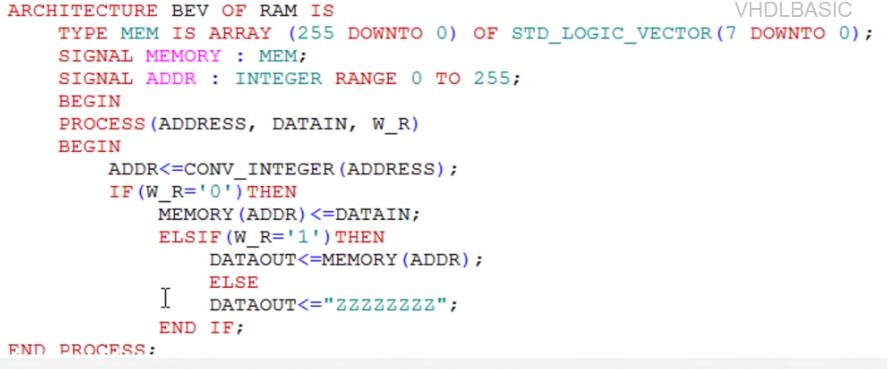 ARCHITECTURE BEV OF RAM IS
VHDLBASIC
TYPE MEM IS ARRAY (255 DOWNTO 0) OF STD_LOGIC_VECTOR(7 DOWNTO 0);
SIGNAL MEMORY : MEM;
SIGNAL ADDR : INTEGER RANGE 0 TO 255;
BEGIN
PROCESS(ADDRESS, DATAIN, W_R)
BEGIN
ADDR<=CONV_INTEGER(ADDRESS);
IF(W_R='0')THEN
MEMORY(ADDR)<=DATAIN;
ELSIF(W_R='1')THEN
DATAOUT<=MEMORY(ADDR);
ELSE
DATAOUT<="ZZZZZZZZ";
END IF;
END PROCESS;